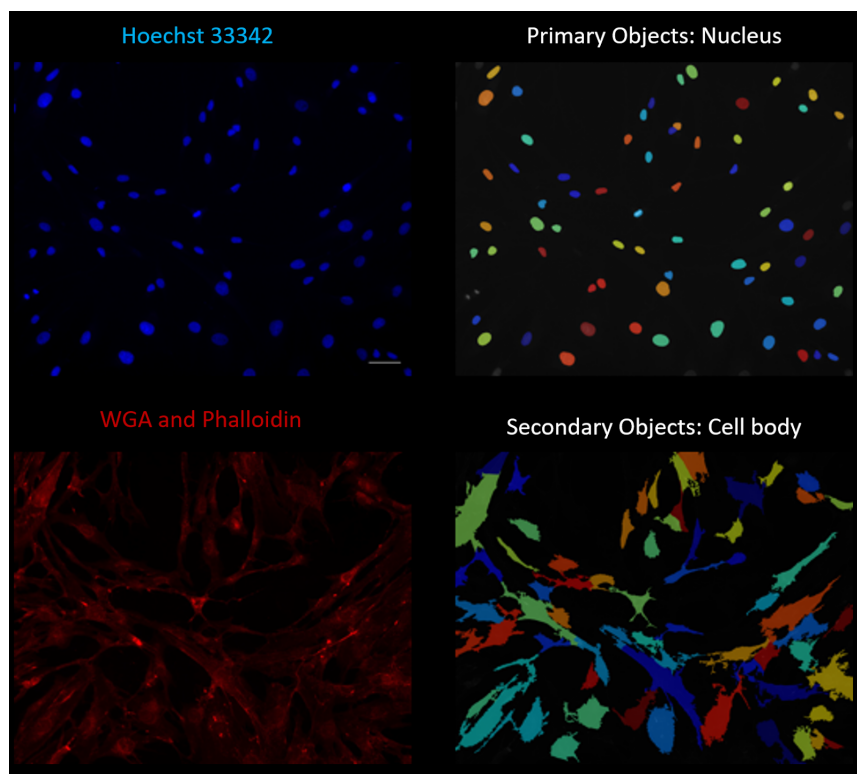 Hoechst 33342
Primary Objects: Nucleus
WGA and Phalloidin
Secondary Objects: Cell body